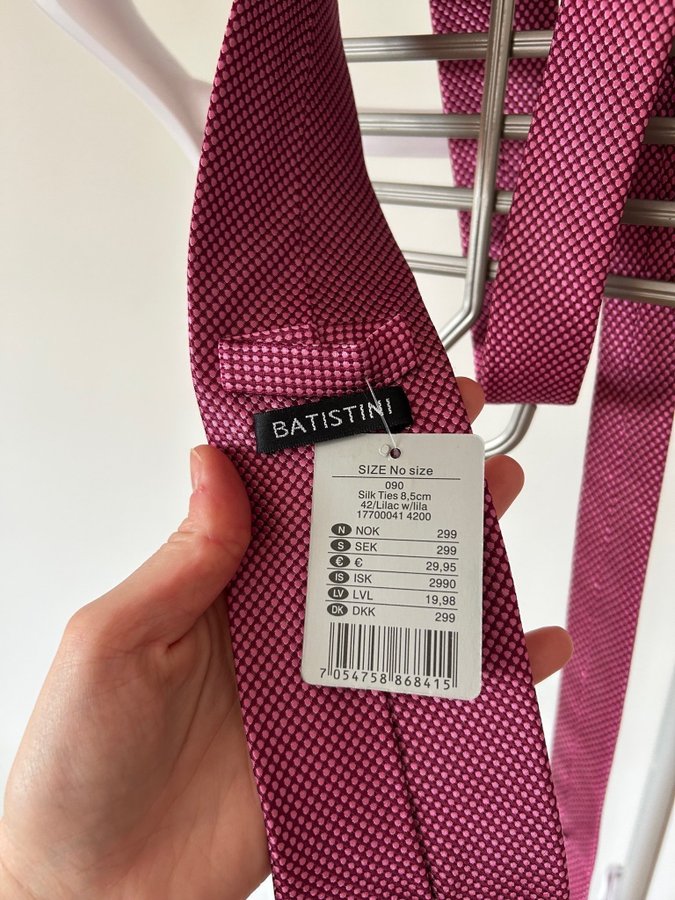 BATISTINI
SIZE No size
090
Silk Ties 8,5cm
42/Lilac w/lila
17700041 4200
N NOK 299
S SEK 299
€ € 29,95
IS ISK 2990
LV LVL 19,98
DK DKK 299
7 054758 868415